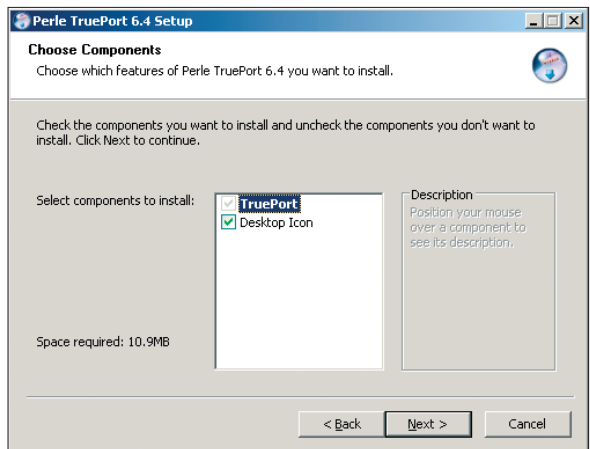 Perle TruePort 6.4 Setup
Choose Components
Choose which features of Perle TruePort 6.4 you want to install.
Check the components you want to install and uncheck the components you don't want to
install. Click Next to continue.
Select components to install:
TruePort
Desktop Icon
Description
Position your mouse
over a component to
see its description.
Space required: 10.9MB
< Back
Next >
Cancel